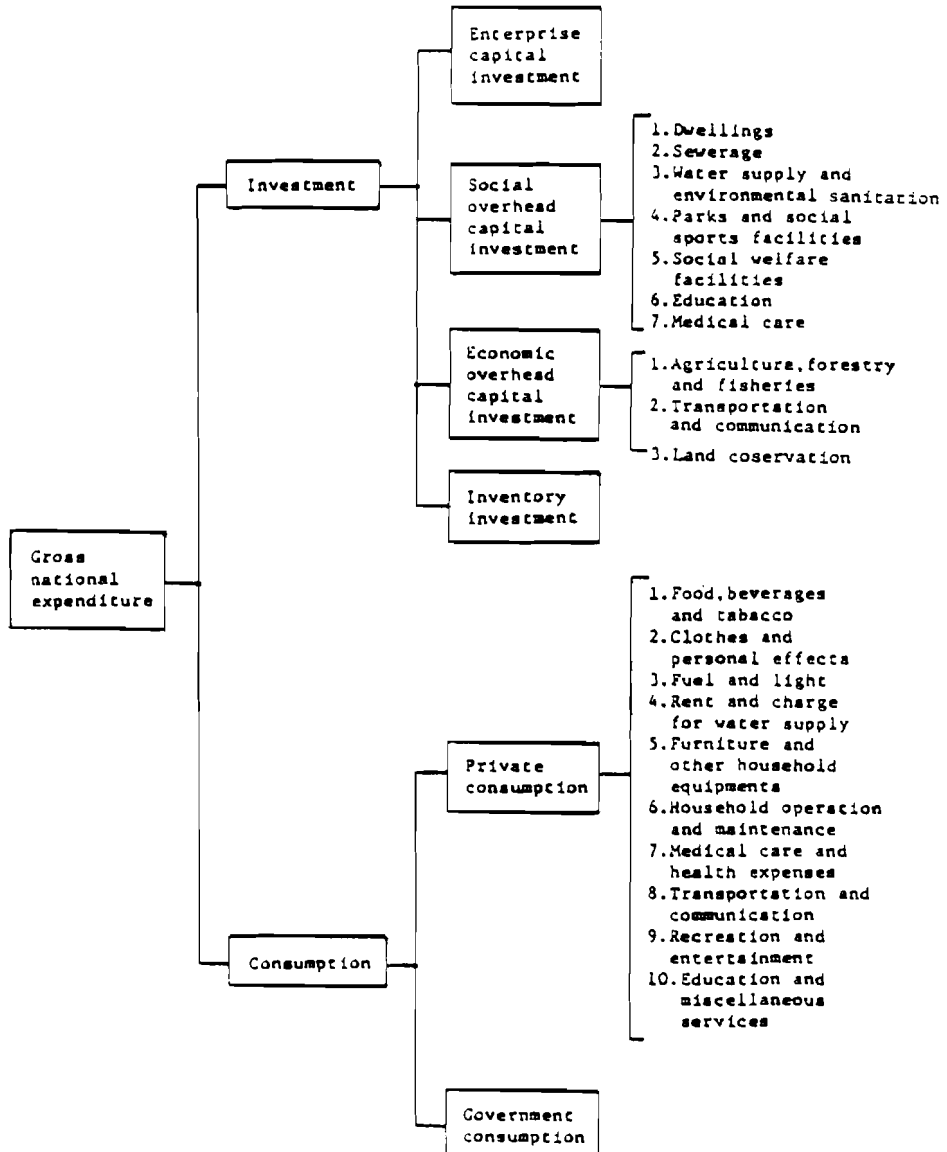 Enterprise
capital
investment
Investment
Social
overhead
capital
investment
1.Dwellings
2.Sewerage
3.Water supply and
environmental sanitation
4.Parks and social
sports facilities
5.Social welfare
facilities
6.Education
7.Medical care
Economic
overhead
capital
investment
1.Agriculture,forestry
and fisheries
2.Transportation
and communication
3.Land coservation
Inventory
investment
Gross
national
expenditure
Private
consumption
1.Food,beverages
and tabacco
2.Clothes and
personal effects
3.Fuel and light
4.Rent and charge
for water supply
5.Furniture and
other household
equipments
6.Household operation
and maintenance
7.Medical care and
health expenses
8.Transportation and
communication
9.Recreation and
entertainment
10.Education and
miscellaneous
services
Consumption
Government
consumption